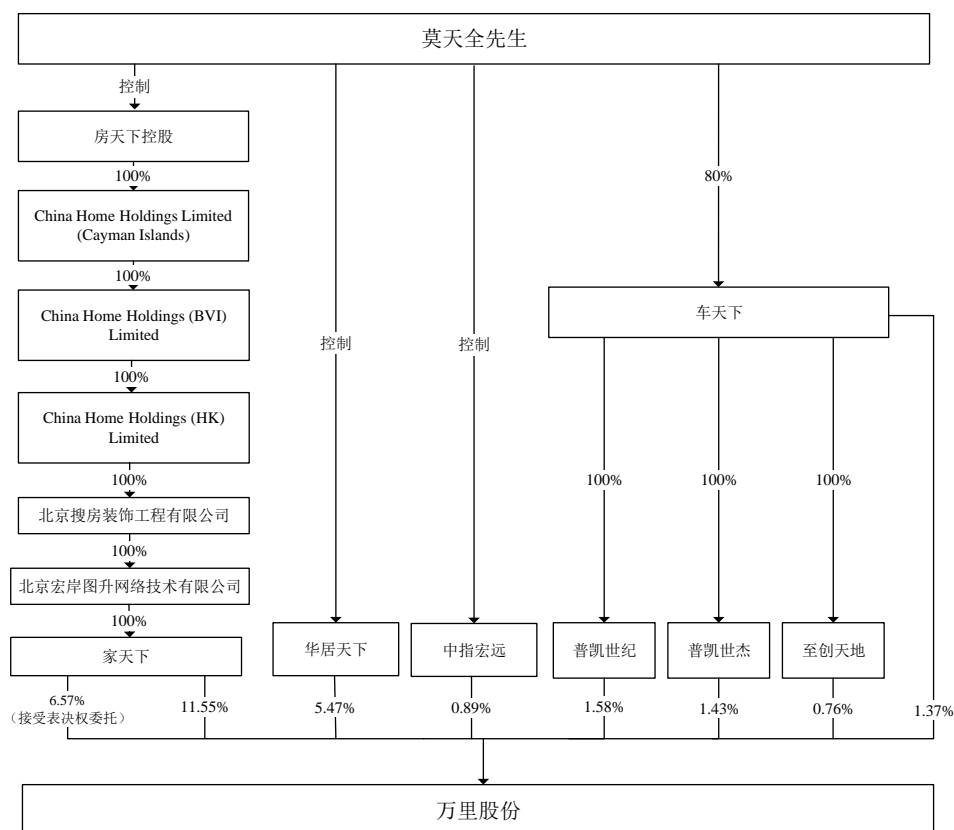 莫天全先生
控制
房天下控股
100%
80%
China Home Holdings Limited
(Cayman Islands)
100%
China Home Holdings (BVI)
Limited
车天下
控制
控制
100%
China Home Holdings (HK)
Limited
100%
100%
100%
100%
北京搜房装饰工程有限公司
100%
北京宏岸图升网络技术有限公司
100%
家天下
华居天下
中指宏远
普凯世纪
普凯世杰
至创天地
6.57%
(接受表决权委托)
11.55%
5.47%
0.89%
1.58%
1.43%
0.76%
1.37%
万里股份